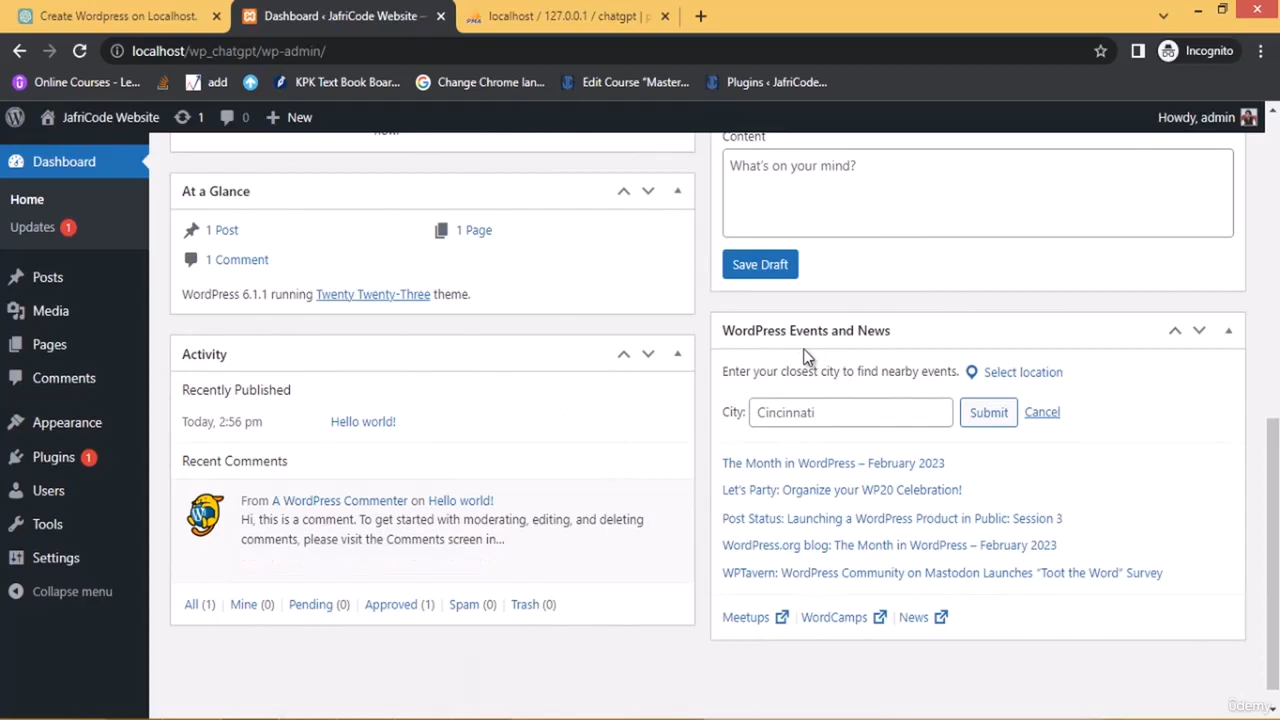 Create Wordpress on Localhost.
Dashboard ‹ JafriCode Website –
localhost / 127.0.0.1 / chatgpt | p
localhost/wp_chatgpt/wp-admin/
Incognito
Online Courses - Le...
add
KPK Text Book Boar...
Change Chrome lan...
Edit Course "Master...
Plugins ‹ JafriCode...
JafriCode Website
1
0
New
Howdy, admin
Dashboard
Home
Updates 1
Posts
Media
Pages
Comments
Appearance
Plugins 1
Users
Tools
Settings
Collapse menu
now!
At a Glance
1 Post
1 Page
1 Comment
WordPress 6.1.1 running Twenty Twenty-Three theme.
Activity
Recently Published
Today, 2:56 pm
Hello world!
Recent Comments
From A WordPress Commenter on Hello world!
Hi, this is a comment. To get started with moderating, editing, and deleting
comments, please visit the Comments screen in...
All (1)
Mine (0)
Pending (0)
Approved (1)
Spam (0)
Trash (0)
Content
What's on your mind?
Save Draft
WordPress Events and News
Enter your closest city to find nearby events.
Select location
City:
Cincinnati
Submit
Cancel
The Month in WordPress – February 2023
Let's Party: Organize your WP20 Celebration!
Post Status: Launching a WordPress Product in Public: Session 3
WordPress.org blog: The Month in WordPress – February 2023
WPTavern: WordPress Community on Mastodon Launches "Toot the Word" Survey
Meetups
WordCamps
News
ûdemy